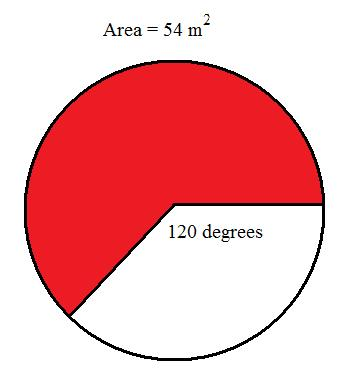 Area = 54 m²
120 degrees